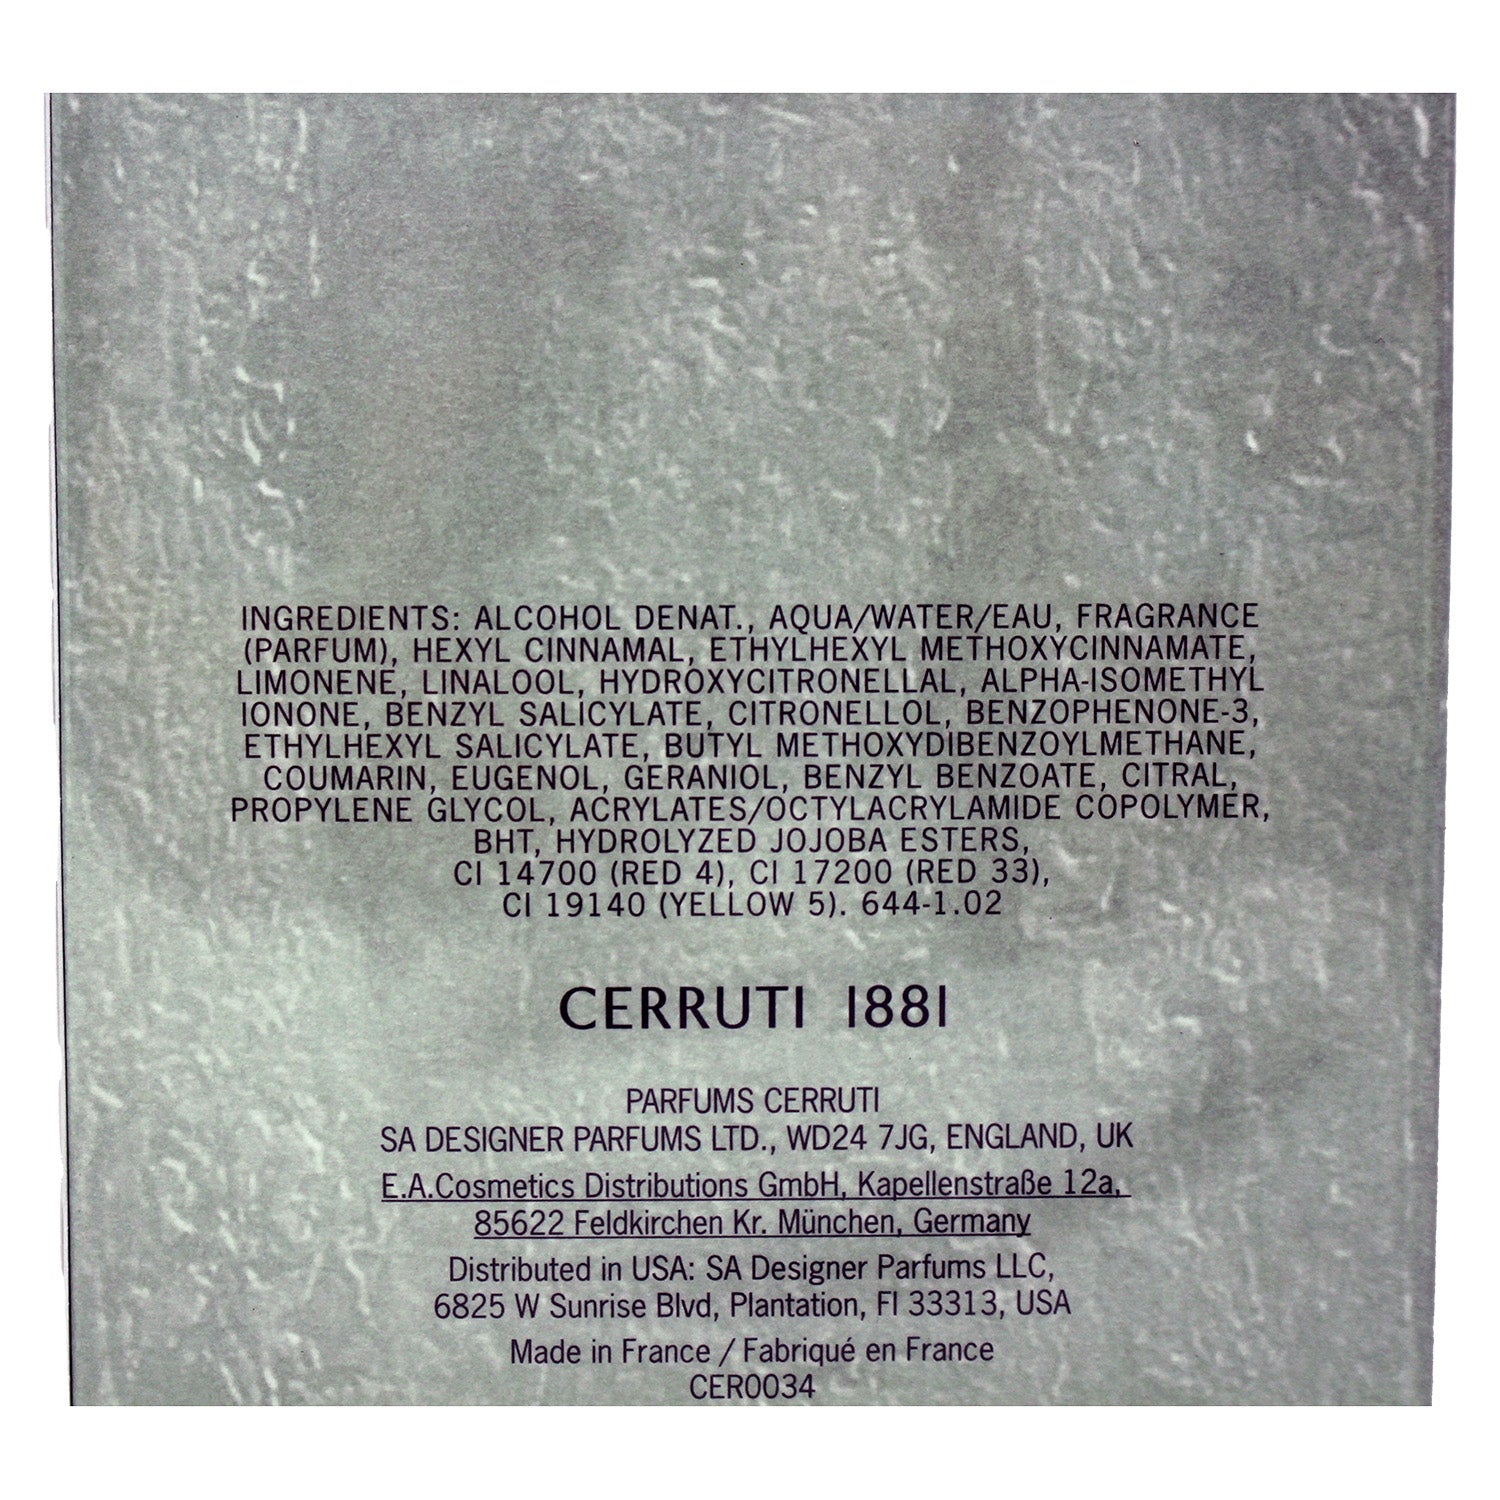 INGREDIENTS: ALCOHOL DENAT., AQUA/WATER/EAU, FRAGRANCE
(PARFUM), HEXYL CINNAMAL, ETHYLHEXYL METHOXYCINNAMATE,
LIMONENE, LINALOOL, HYDROXYCITRONELLAL, ALPHA-ISOMETHYL
IONONE, BENZYL SALICYLATE, CITRONELLOL, BENZOPHENONE-3,
ETHYLHEXYL SALICYLATE, BUTYL METHOXYDIBENZOYLMETHANE,
COUMARIN, EUGENOL, GERANIOL, BENZYL BENZOATE, CITRAL,
PROPYLENE GLYCOL, ACRYLATES/OCTYLACRYLAMIDE COPOLYMER,
BHT, HYDROLYZED JOJOBA ESTERS,
CI 14700 (RED 4), CI 17200 (RED 33),
CI 19140 (YELLOW 5). 644-1.02
CERRUTI 1881
PARFUMS CERRUTI
SA DESIGNER PARFUMS LTD., WD24 7JG, ENGLAND, UK
E.A.Cosmetics Distributions GmbH, Kapellenstraße 12a,
85622 Feldkirchen Kr. München, Germany
Distributed in USA: SA Designer Parfums LLC,
6825 W Sunrise Blvd, Plantation, Fl 33313, USA
Made in France / Fabriqué en France
CER0034